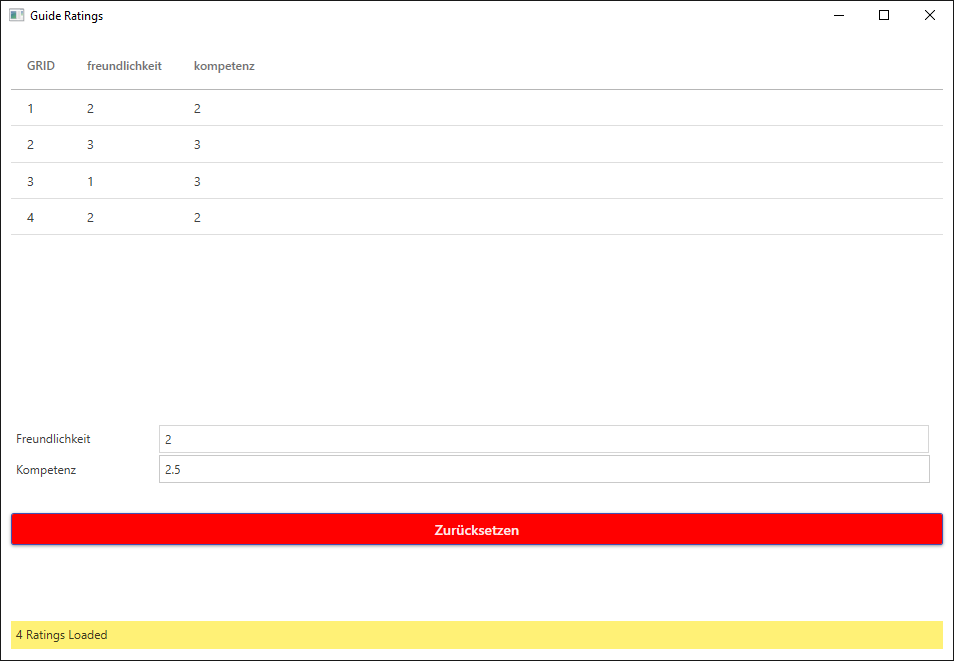 Guide Ratings
GRID freundlichkeit kompetenz
1 2 2
2 3 3
3 1 3
4 2 2
Freundlichkeit 2
Kompetenz 2.5
Zurücksetzen
4 Ratings Loaded